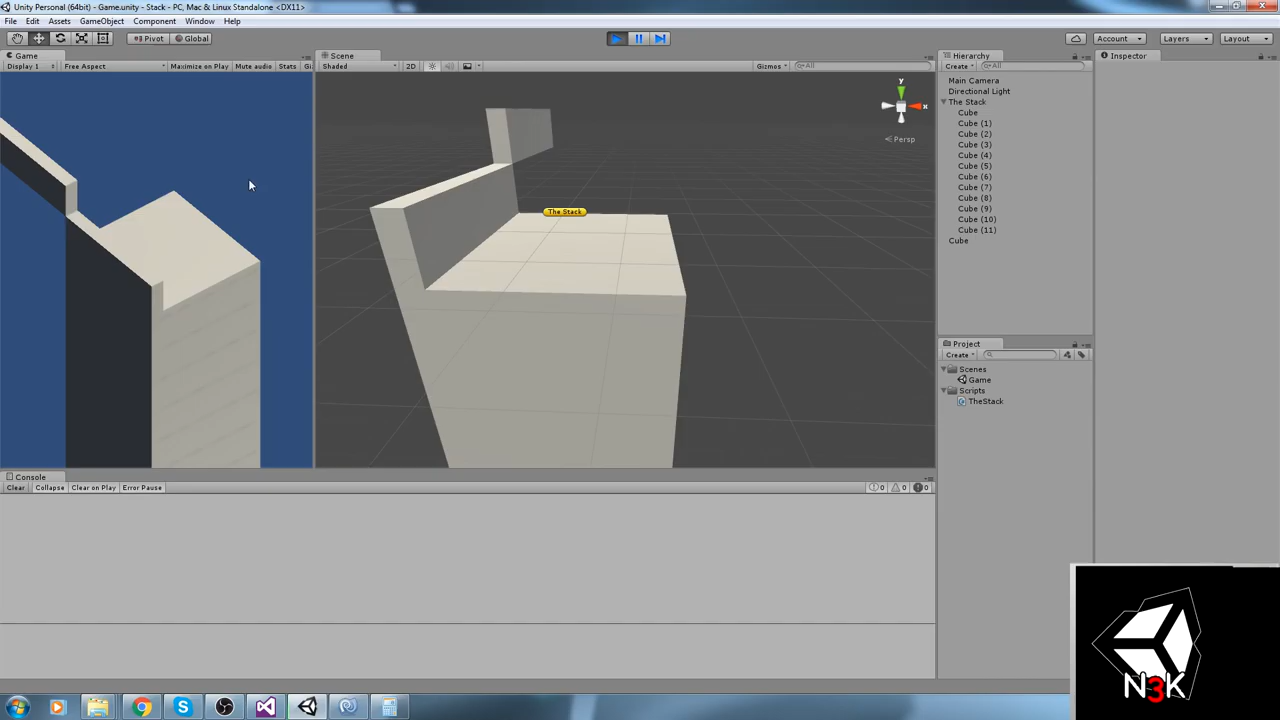 Unity Personal (64bit) - Game.unity - Stack - PC, Mac & Linux Standalone <DX11>
File Edit Assets GameObject Component Window Help
Pivot Global Account Layers Layout
Game Scene Hierarchy Inspector
Display 1 Free Aspect Maximize on Play Mute audio Stats Gi Shaded 2D Gizmos All Create All
y
x
Persp
Main Camera
Directional Light
The Stack
Cube
Cube (1)
Cube (2)
Cube (3)
Cube (4)
Cube (5)
Cube (6)
Cube (7)
Cube (8)
Cube (9)
Cube (10)
Cube (11)
Cube
The Stack
Project
Create
Scenes
Game
Scripts
TheStack
Console
Clear Collapse Clear on Play Error Pause 0 0 0
N3K